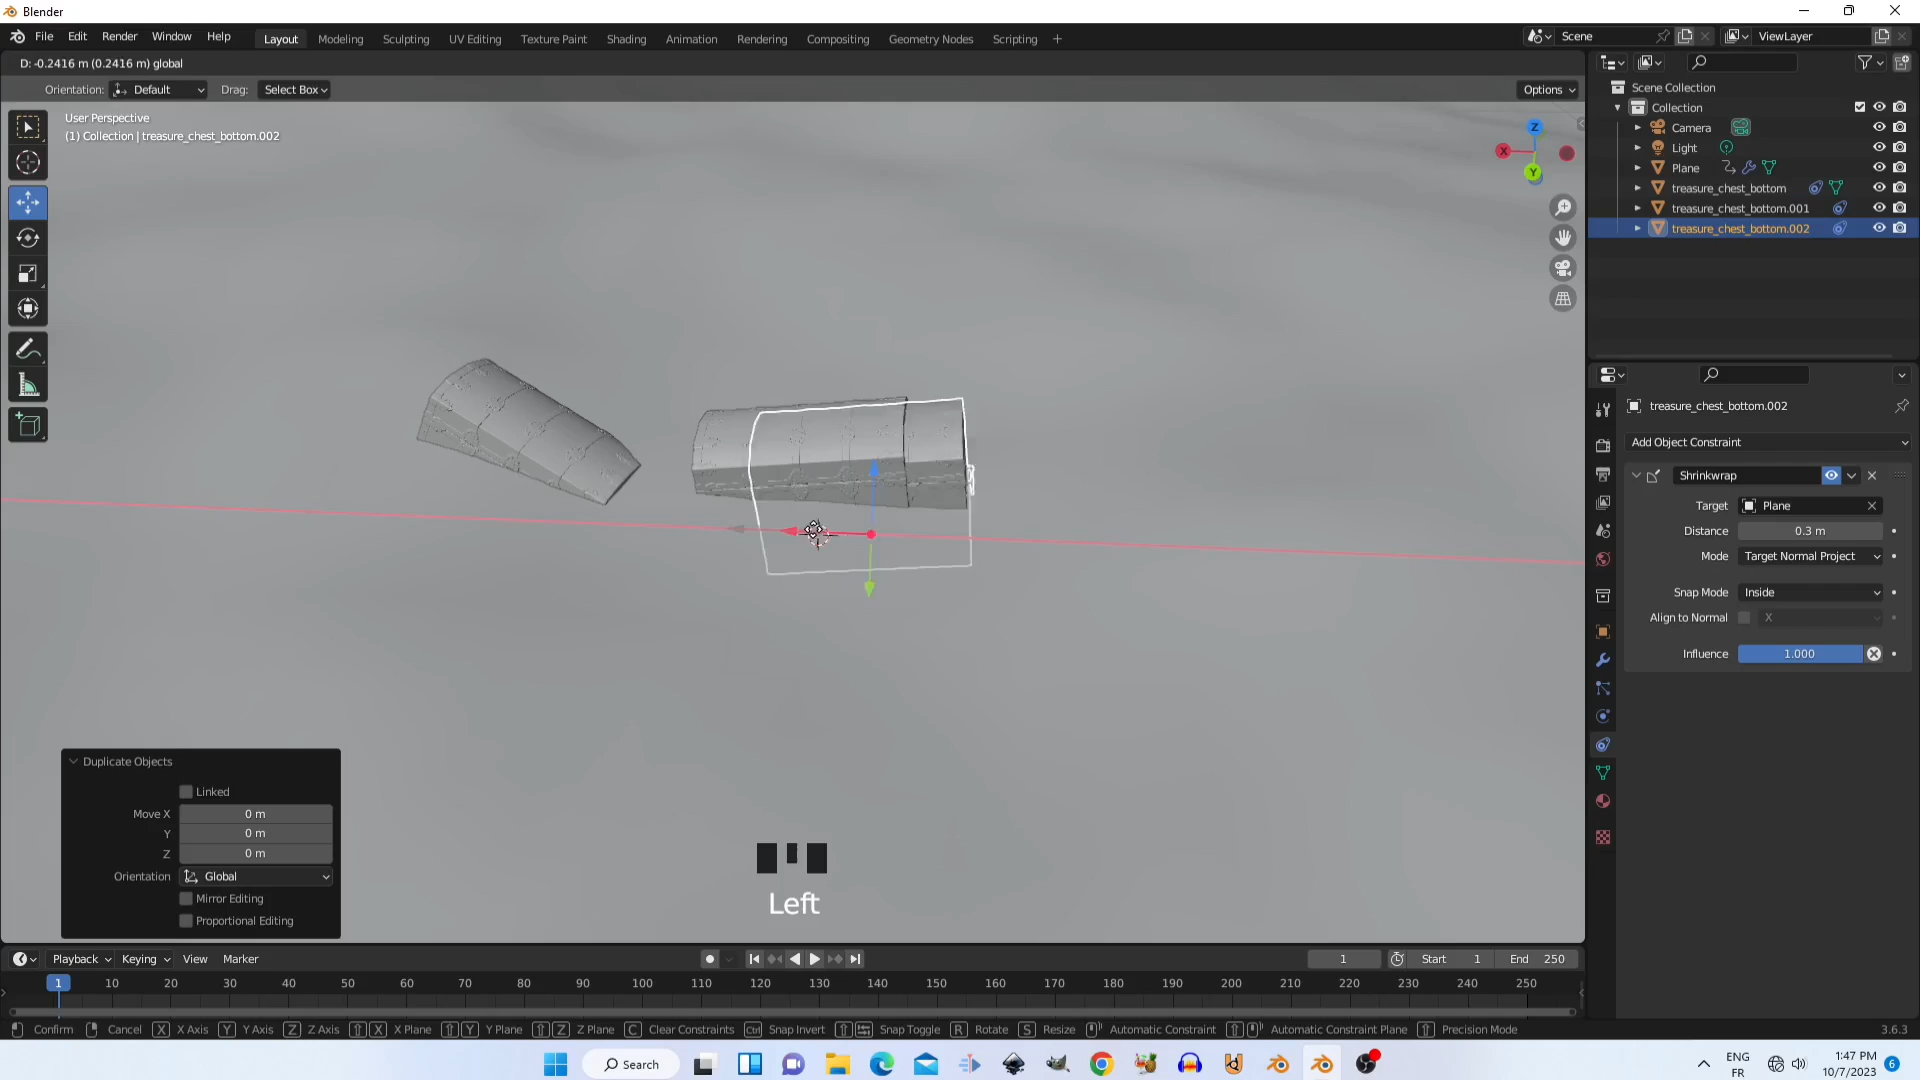 Blender
File Edit Render Window Help
Layout Modeling Sculpting UV Editing Texture Paint Shading Animation Rendering Compositing Geometry Nodes Scripting +
Scene
ViewLayer
D: -0.2416 m (0.2416 m) global
Orientation: Default Drag: Select Box
Options
User Perspective
(1) Collection | treasure_chest_bottom.002
Z
X
Y
Scene Collection
Collection
Camera
Light
Plane
treasure_chest_bottom
treasure_chest_bottom.001
treasure_chest_bottom.002
treasure_chest_bottom.002
Add Object Constraint
Shrinkwrap
Target Plane
Distance 0.3 m
Mode Target Normal Project
Snap Mode Inside
Align to Normal X
Influence 1.000
Duplicate Objects
Linked
Move X 0 m
Y 0 m
Z 0 m
Orientation Global
Mirror Editing
Proportional Editing
Left
Playback Keying View Marker
1
Start 1 End 250
1 10 20 30 40 50 60 70 80 90 100 110 120 130 140 150 160 170 180 190 200 210 220 230 240 250
Confirm Cancel X X Axis Y Y Axis Z Z Axis X X Plane Y Y Plane Z Z Plane C Clear Constraints Ctrl Snap Invert Snap Toggle R Rotate S Resize Automatic Constraint Automatic Constraint Plane Precision Mode
3.6.3
Search
ENG
FR
1:47 PM
10/7/2023
6